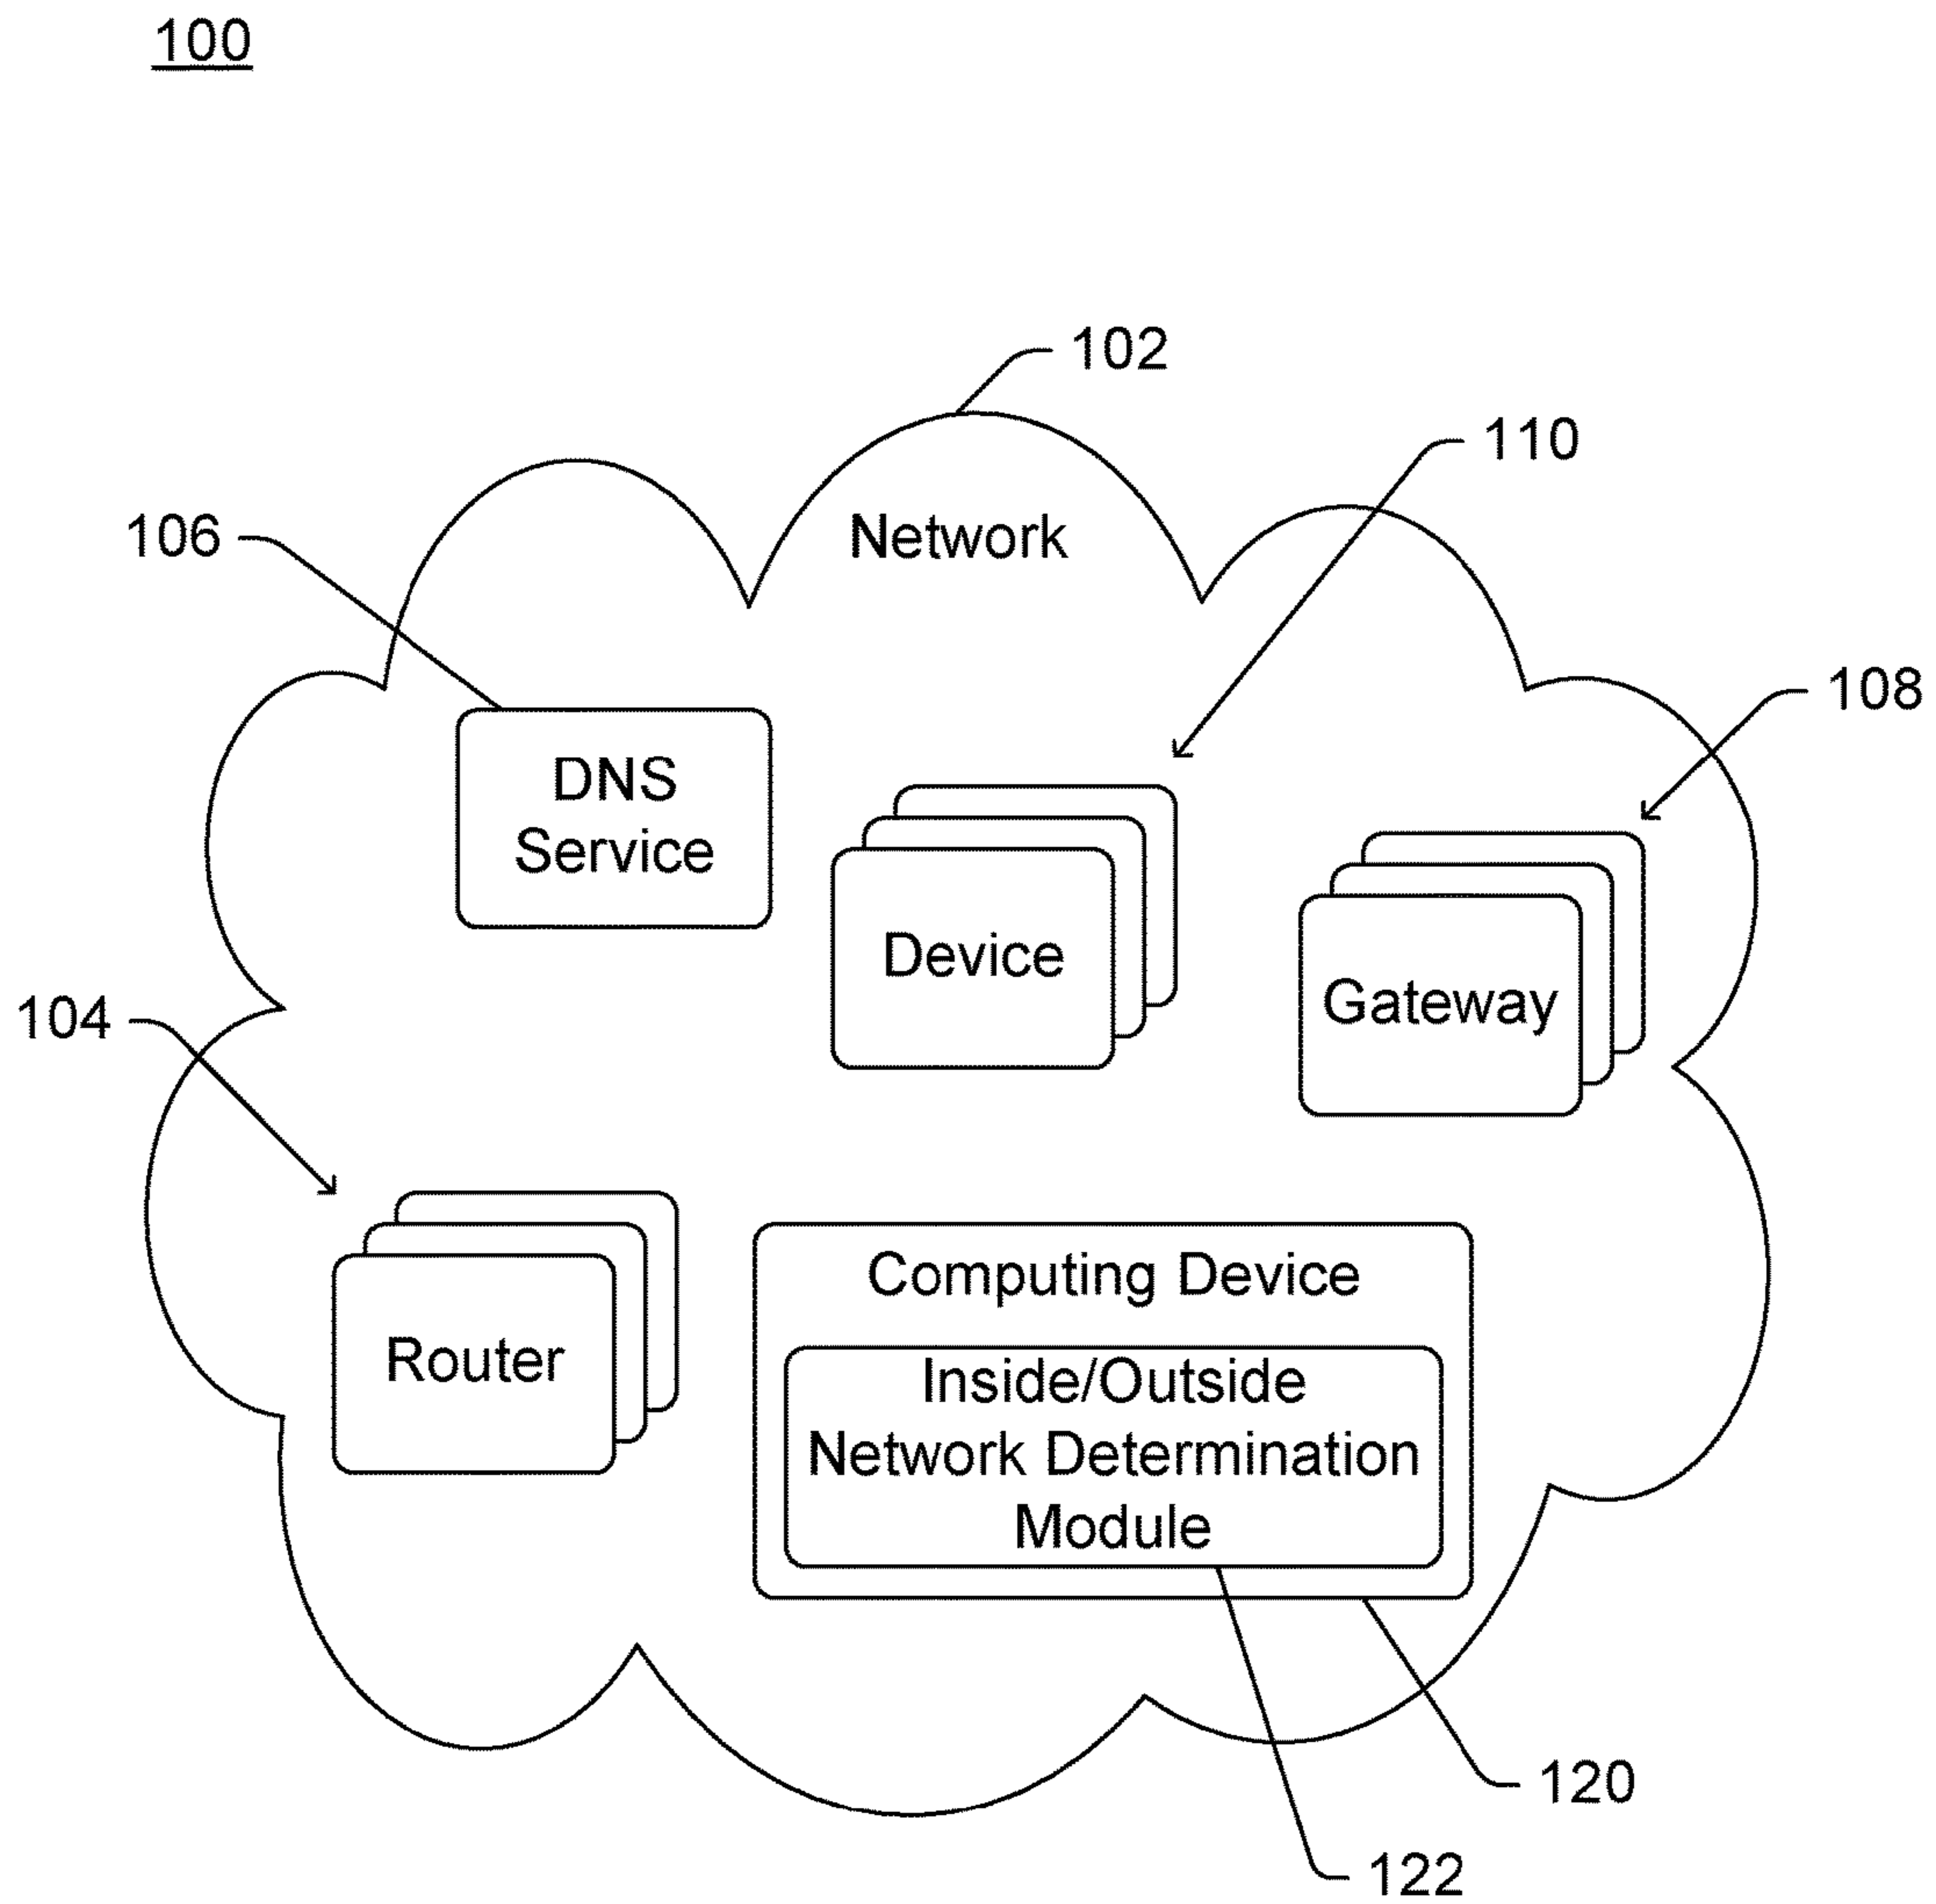 100
102
110
Network
106
108
DNS
Service
Device
Gateway
104
Router
Computing Device
Inside/Outside
Network Determination
Module
120
122